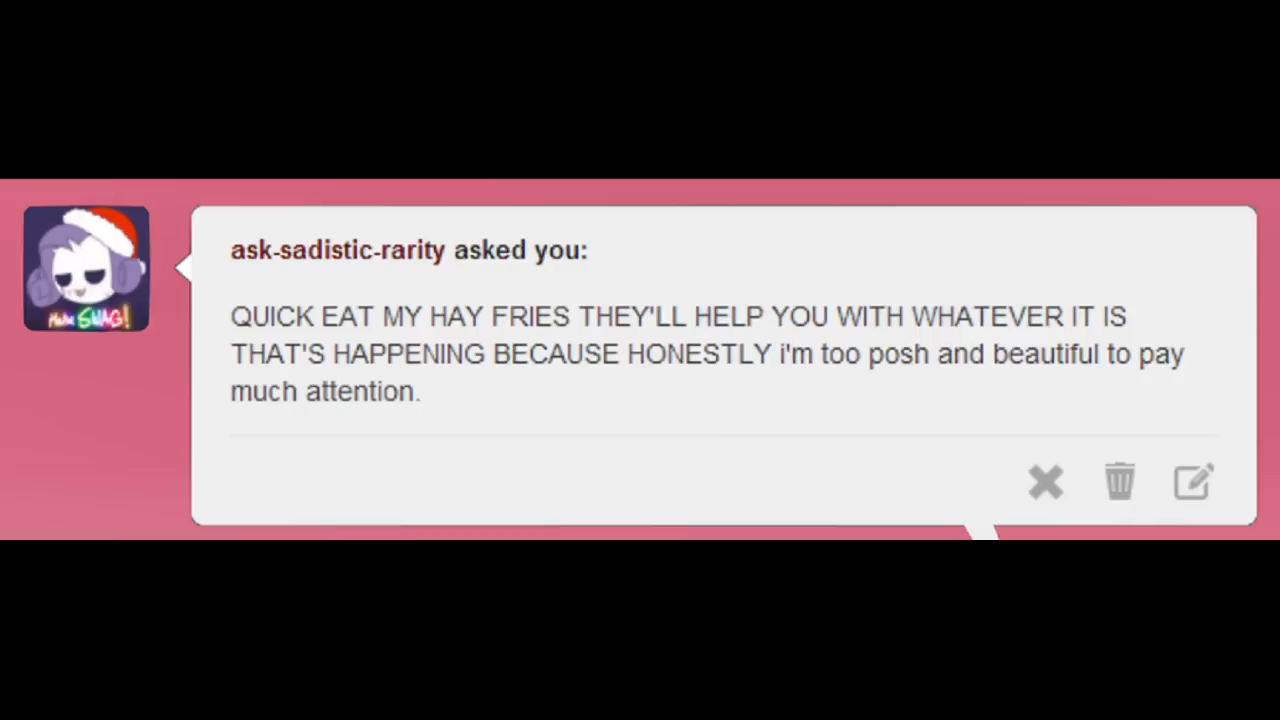 ask-sadistic-rarity asked you:
QUICK EAT MY HAY FRIES THEY'LL HELP YOU WITH WHATEVER IT IS
THAT'S HAPPENING BECAUSE HONESTLY i'm too posh and beautiful to pay
much attention.
SWAG!